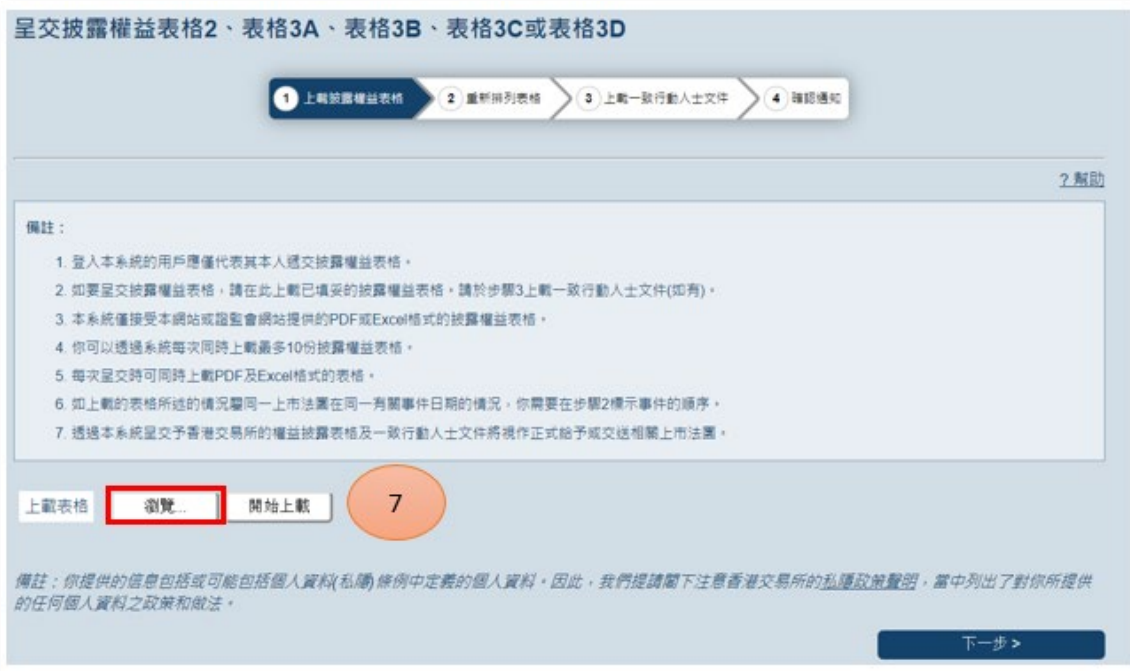 呈交披露權益表格2、表格3A、表格3B、表格3C或表格3D
1 上載披露權益表格
2 重新排列表格
3 上載一致行動人士文件
4 確認通知
? 幫助
備註：
1. 登入本系統的用戶應僅代表其本人遞交披露權益表格。
2. 如要呈交披露權益表格，請在此上載已填妥的披露權益表格。請於步驟3上載一致行動人士文件(如有)。
3. 本系統僅接受本網站或證監會網站提供的PDF或Excel格式的披露權益表格。
4. 你可以透過系統每次同時上載最多10份披露權益表格。
5. 每次呈交時可同時上載PDF及Excel格式的表格。
6. 如上載的表格所述的情況屬同一上市法團在同一有關事件日期的情況，你需要在步驟2標示事件的順序。
7. 透過本系統呈交予香港交易所的權益披露表格及一致行動人士文件將視作正式給予或交送相關上市法團。
上載表格 瀏覽... 開始上載 7
備註：你提供的信息包括或可能包括個人資料(私隱)條例中定義的個人資料。因此，我們提請閣下注意香港交易所的私隱政策聲明，當中列出了對你所提供
的任何個人資料之政策和做法。
下一步 >